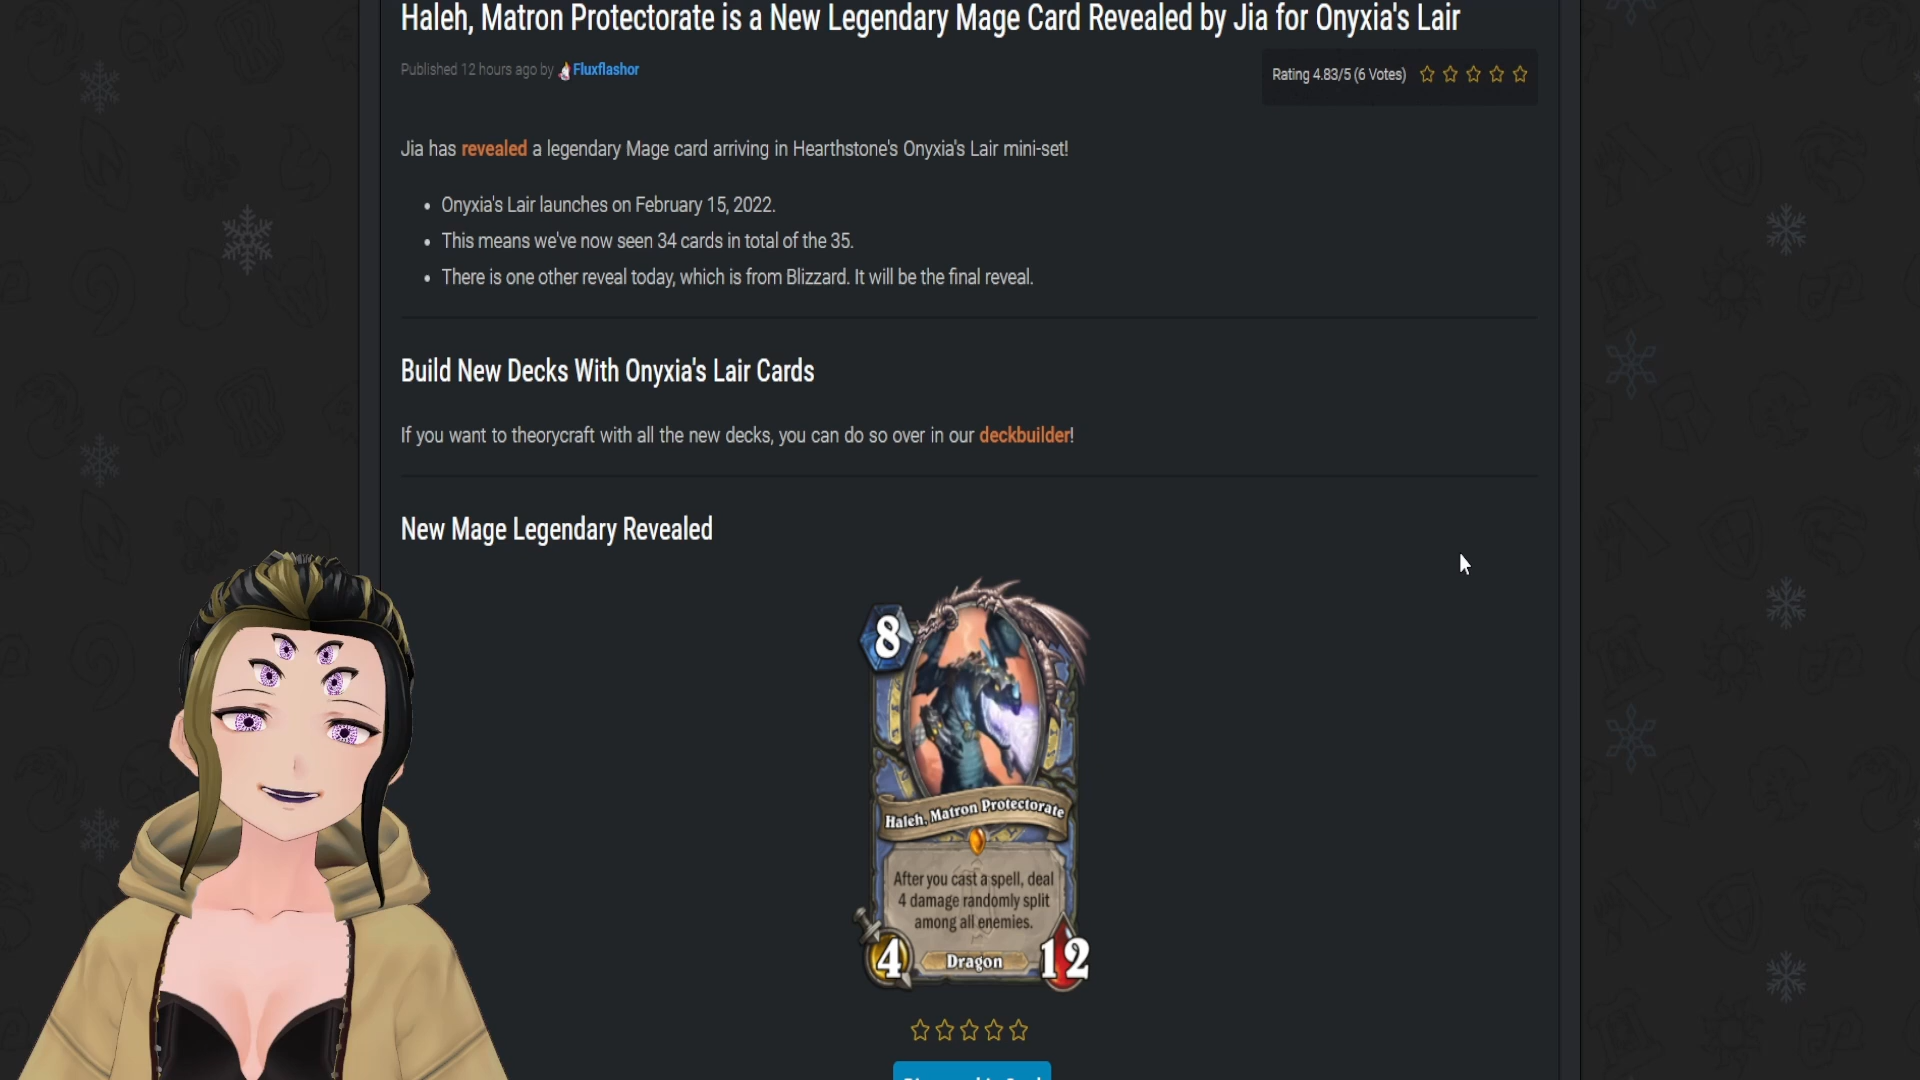 Haleh, Matron Protectorate is a New Legendary Mage Card Revealed by Jia for Onyxia's Lair
Published 12 hours ago by Fluxflashor
Rating 4.83/5 (6 Votes)
Jia has revealed a legendary Mage card arriving in Hearthstone's Onyxia's Lair mini-set!
Onyxia's Lair launches on February 15, 2022.
This means we've now seen 34 cards in total of the 35.
There is one other reveal today, which is from Blizzard. It will be the final reveal.
Build New Decks With Onyxia's Lair Cards
If you want to theorycraft with all the new decks, you can do so over in our deckbuilder!
New Mage Legendary Revealed
8
Haleh, Matron Protectorate
After you cast a spell, deal
4 damage randomly split
among all enemies.
4
Dragon
12